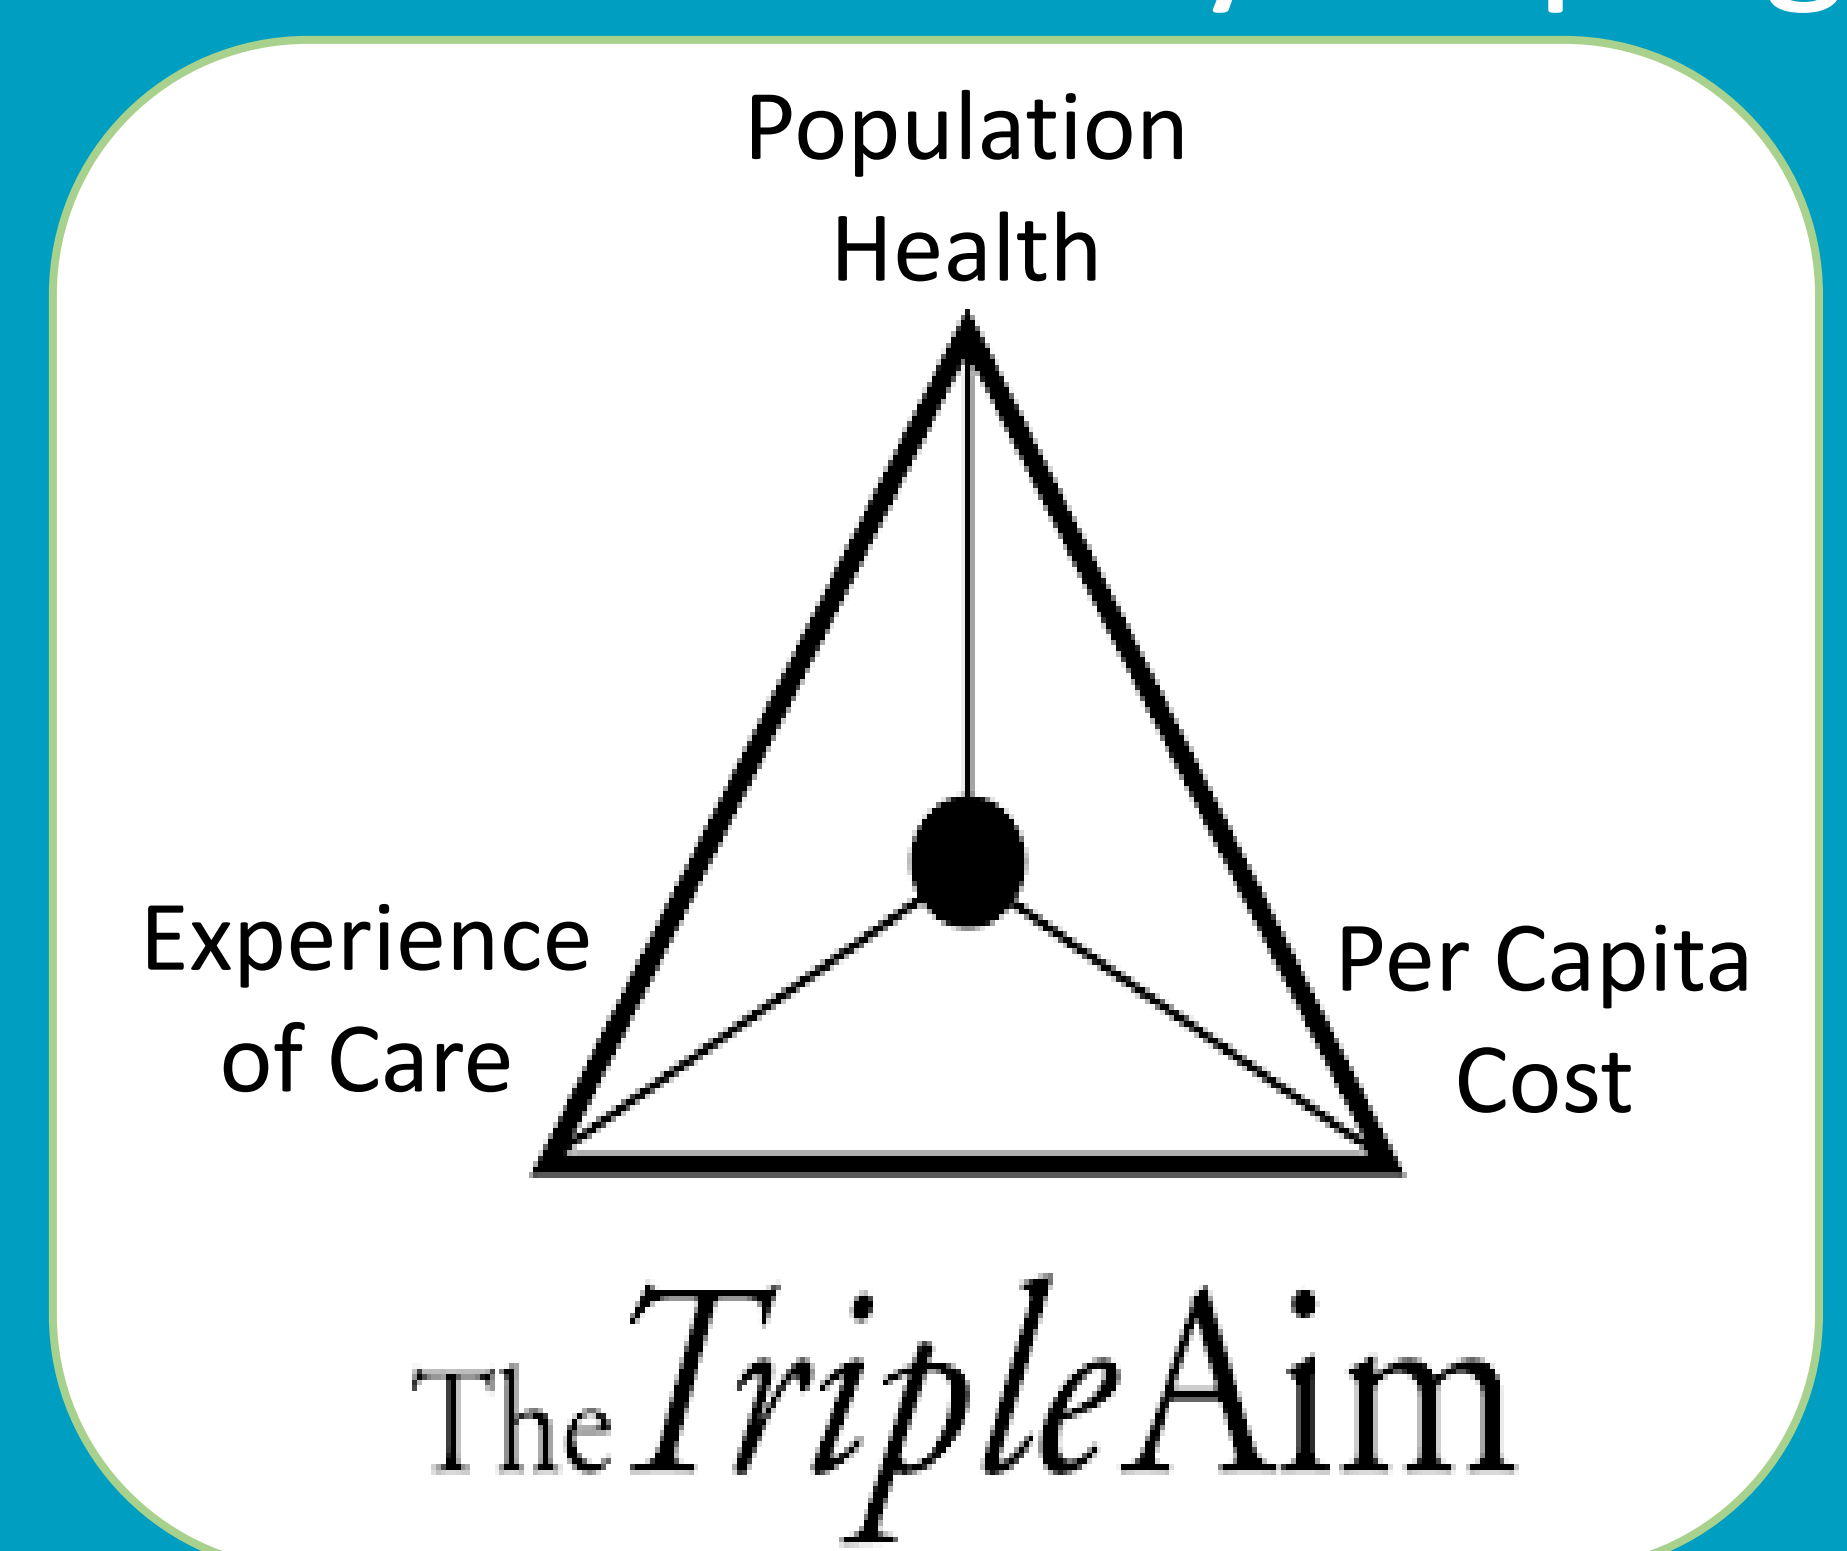 Population
Health
Experience
of Care
Per Capita
Cost
The Triple Aim